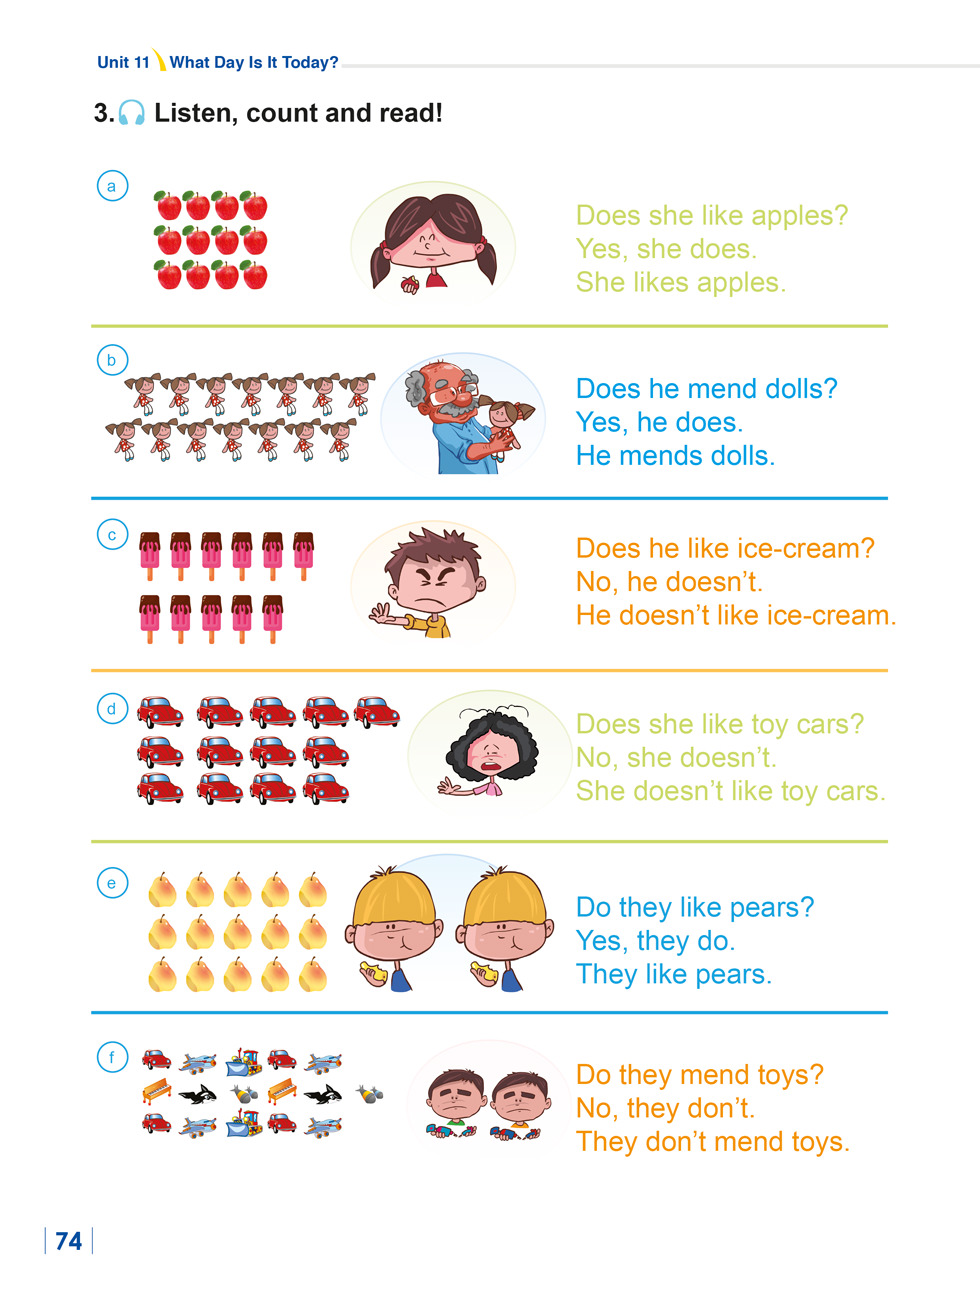 Unit 11 What Day Is It Today?
3. Listen, count and read!
a
Does she like apples?
Yes, she does.
She likes apples.
b
Does he mend dolls?
Yes, he does.
He mends dolls.
c
Does he like ice-cream?
No, he doesn’t.
He doesn’t like ice-cream.
d
Does she like toy cars?
No, she doesn’t.
She doesn’t like toy cars.
e
Do they like pears?
Yes, they do.
They like pears.
f
Do they mend toys?
No, they don’t.
They don’t mend toys.
74